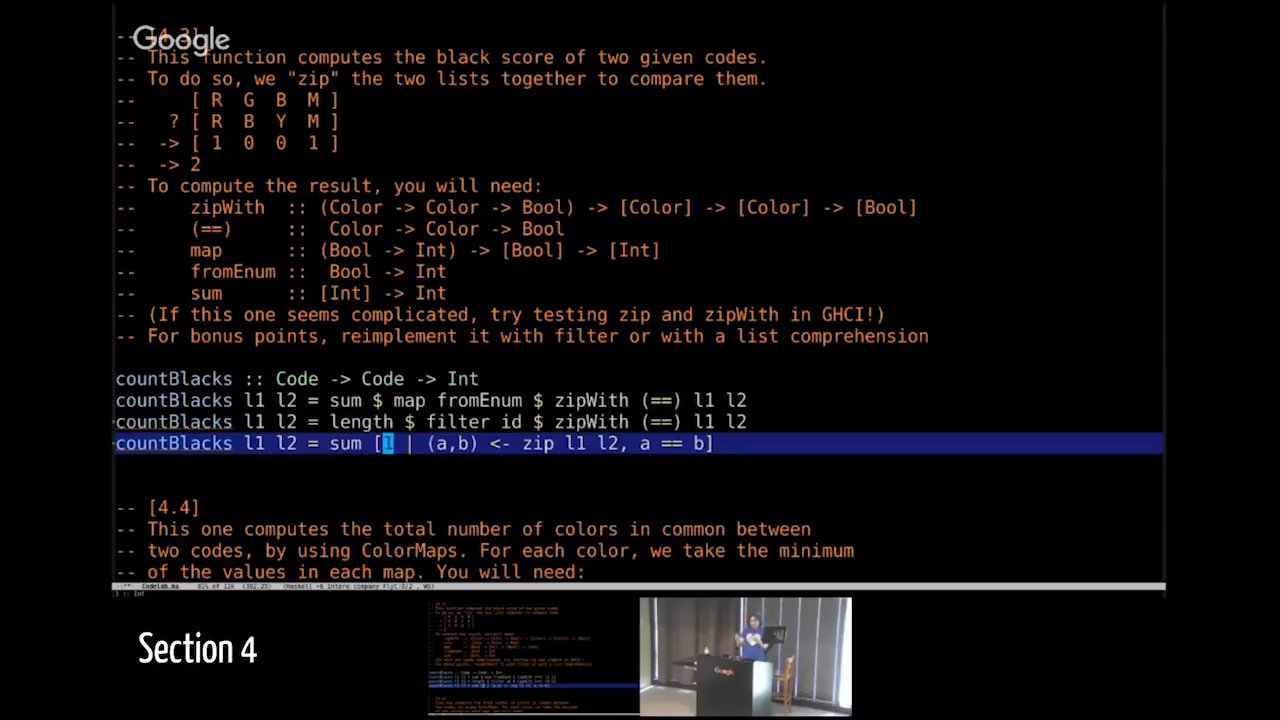 -- [4.3]
Google
-- This function computes the black score of two given codes.
-- To do so, we "zip" the two lists together to compare them.
--     [ R  G  B  M ]
--   ? [ R  B  Y  M ]
--  -> [ 1  0  0  1 ]
--  -> 2
-- To compute the result, you will need:
--     zipWith  :: (Color -> Color -> Bool) -> [Color] -> [Color] -> [Bool]
--     (==)     ::  Color -> Color -> Bool
--     map      :: (Bool -> Int) -> [Bool] -> [Int]
--     fromEnum ::  Bool -> Int
--     sum      :: [Int] -> Int
-- (If this one seems complicated, try testing zip and zipWith in GHCI!)
-- For bonus points, reimplement it with filter or with a list comprehension
countBlacks :: Code -> Code -> Int
countBlacks l1 l2 = sum $ map fromEnum $ zipWith (==) l1 l2
countBlacks l1 l2 = length $ filter id $ zipWith (==) l1 l2
countBlacks l1 l2 = sum [1 | (a,b) <- zip l1 l2, a == b]
-- [4.4]
-- This one computes the total number of colors in common between
-- two codes, by using ColorMaps. For each color, we take the minimum
-- of the values in each map. You will need:
Section 4
Google